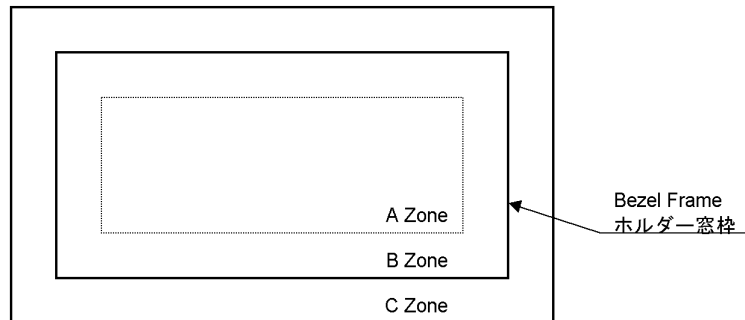 A Zone
B Zone
C Zone
Bezel Frame
ホルダー窓枠